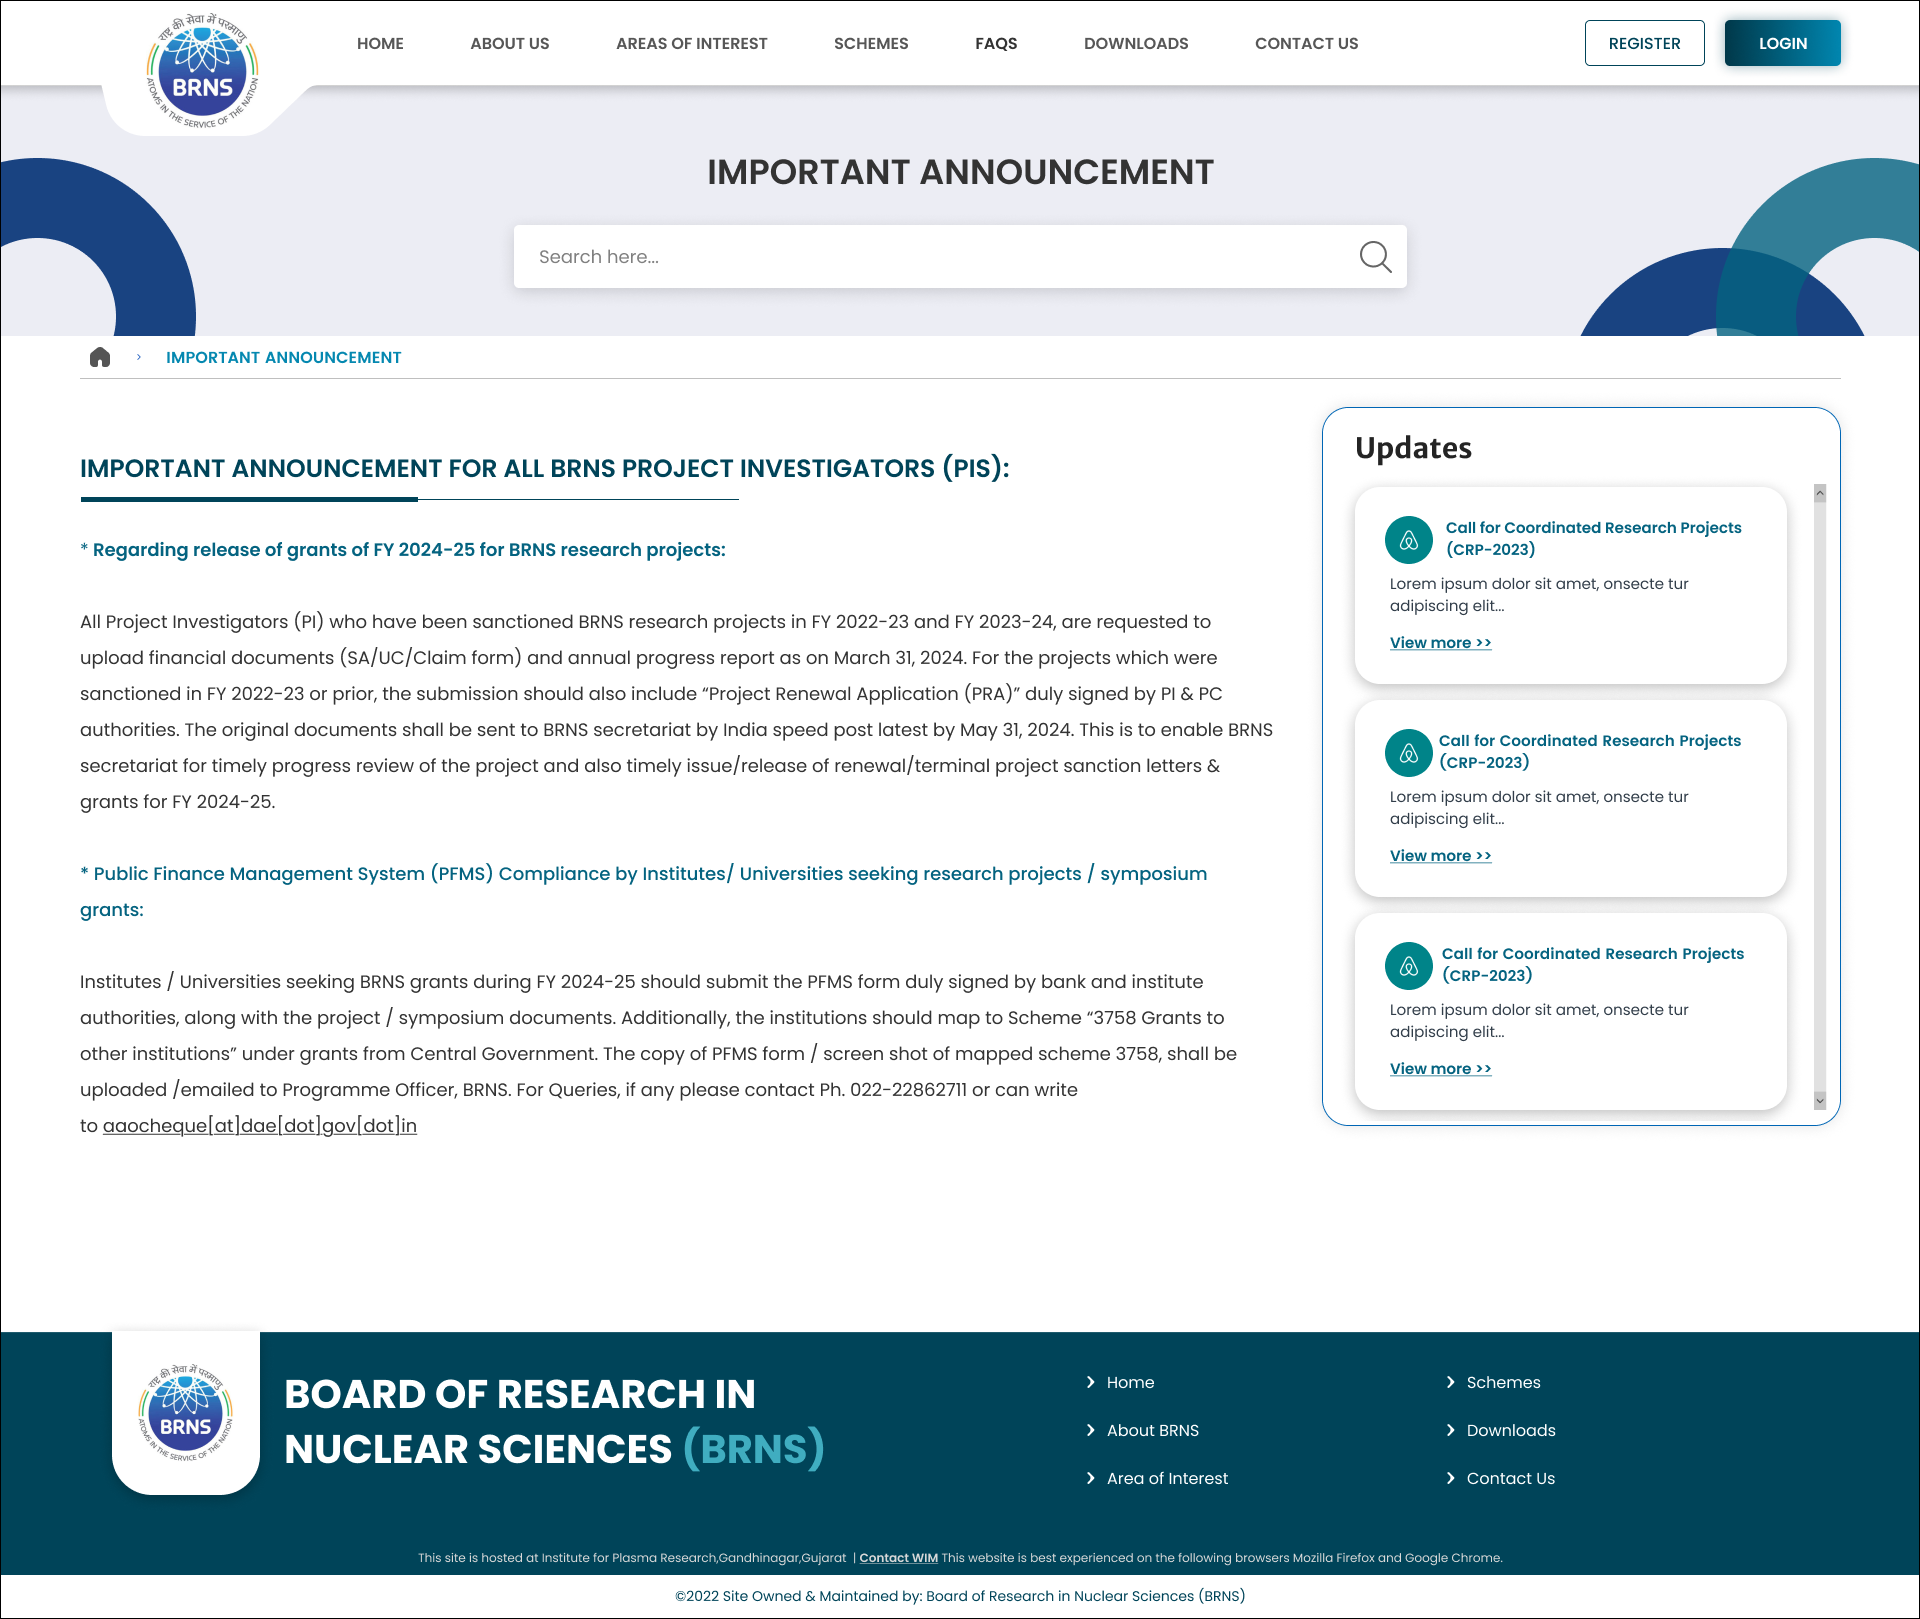 राष्ट्र की सेवा में परमाणु
BRNS
ATOMS IN THE SERVICE OF THE NATION
HOME
ABOUT US
AREAS OF INTEREST
SCHEMES
FAQS
DOWNLOADS
CONTACT US
REGISTER
LOGIN
IMPORTANT ANNOUNCEMENT
Search here...
IMPORTANT ANNOUNCEMENT
IMPORTANT ANNOUNCEMENT FOR ALL BRNS PROJECT INVESTIGATORS (PIS):
* Regarding release of grants of FY 2024-25 for BRNS research projects:
All Project Investigators (PI) who have been sanctioned BRNS research projects in FY 2022-23 and FY 2023-24, are requested to
upload financial documents (SA/UC/Claim form) and annual progress report as on March 31, 2024. For the projects which were
sanctioned in FY 2022-23 or prior, the submission should also include “Project Renewal Application (PRA)” duly signed by PI & PC
authorities. The original documents shall be sent to BRNS secretariat by India speed post latest by May 31, 2024. This is to enable BRNS
secretariat for timely progress review of the project and also timely issue/release of renewal/terminal project sanction letters &
grants for FY 2024-25.
* Public Finance Management System (PFMS) Compliance by Institutes/ Universities seeking research projects / symposium
grants:
Institutes / Universities seeking BRNS grants during FY 2024-25 should submit the PFMS form duly signed by bank and institute
authorities, along with the project / symposium documents. Additionally, the institutions should map to Scheme “3758 Grants to
other institutions” under grants from Central Government. The copy of PFMS form / screen shot of mapped scheme 3758, shall be
uploaded /emailed to Programme Officer, BRNS. For Queries, if any please contact Ph. 022-22862711 or can write
to aaocheque[at]dae[dot]gov[dot]in
Updates
Call for Coordinated Research Projects
(CRP-2023)
Lorem ipsum dolor sit amet, onsecte tur
adipiscing elit...
View more >>
Call for Coordinated Research Projects
(CRP-2023)
Lorem ipsum dolor sit amet, onsecte tur
adipiscing elit...
View more >>
Call for Coordinated Research Projects
(CRP-2023)
Lorem ipsum dolor sit amet, onsecte tur
adipiscing elit...
View more >>
राष्ट्र की सेवा में परमाणु
BRNS
ATOMS IN THE SERVICE OF THE NATION
BOARD OF RESEARCH IN
NUCLEAR SCIENCES (BRNS)
Home
About BRNS
Area of Interest
Schemes
Downloads
Contact Us
This site is hosted at Institute for Plasma Research,Gandhinagar,Gujarat | Contact WIM This website is best experienced on the following browsers Mozilla Firefox and Google Chrome.
©2022 Site Owned & Maintained by: Board of Research in Nuclear Sciences (BRNS)